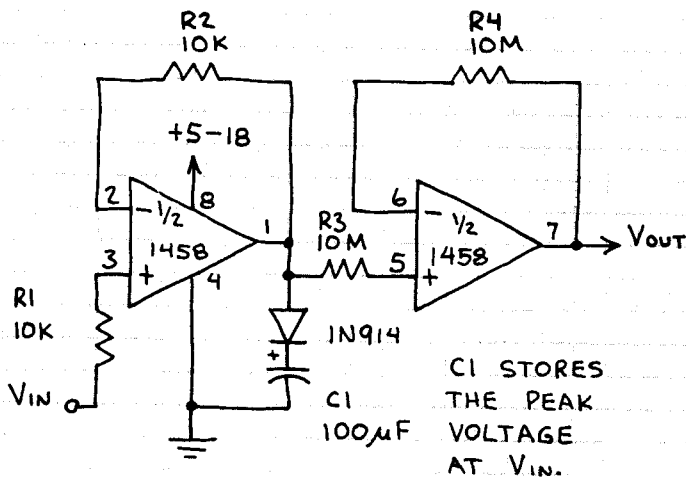 R2
10K
R4
10M
+5-18
2
-
1/2
8
1458
1
3
+
4
R3
10M
6
-
1/2
7
VOUT
5
+
1458
R1
10K
VIN
1N914
+
C1
100µF
C1 STORES
THE PEAK
VOLTAGE
AT VIN.